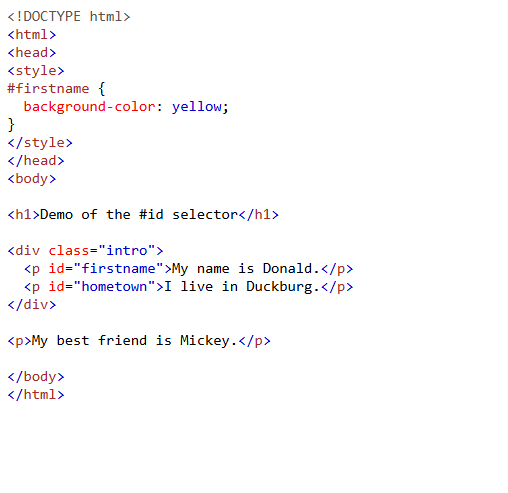 <!DOCTYPE html>
<html>
<head>
<style>
#firstname {
  background-color: yellow;
}
</style>
</head>
<body>

<h1>Demo of the #id selector</h1>

<div class="intro">
  <p id="firstname">My name is Donald.</p>
  <p id="hometown">I live in Duckburg.</p>
</div>

<p>My best friend is Mickey.</p>

</body>
</html>